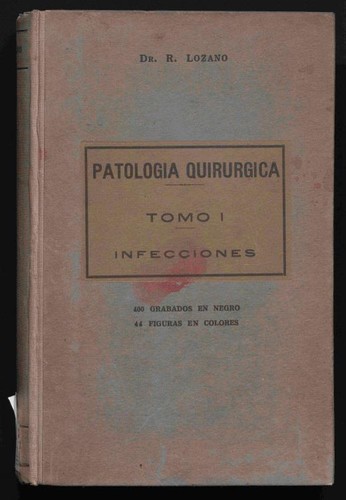 DR. R. LOZANO
PATOLOGIA QUIRURGICA
TOMO I
INFECCIONES
400 GRABADOS EN NEGRO
44 FIGURAS EN COLORES